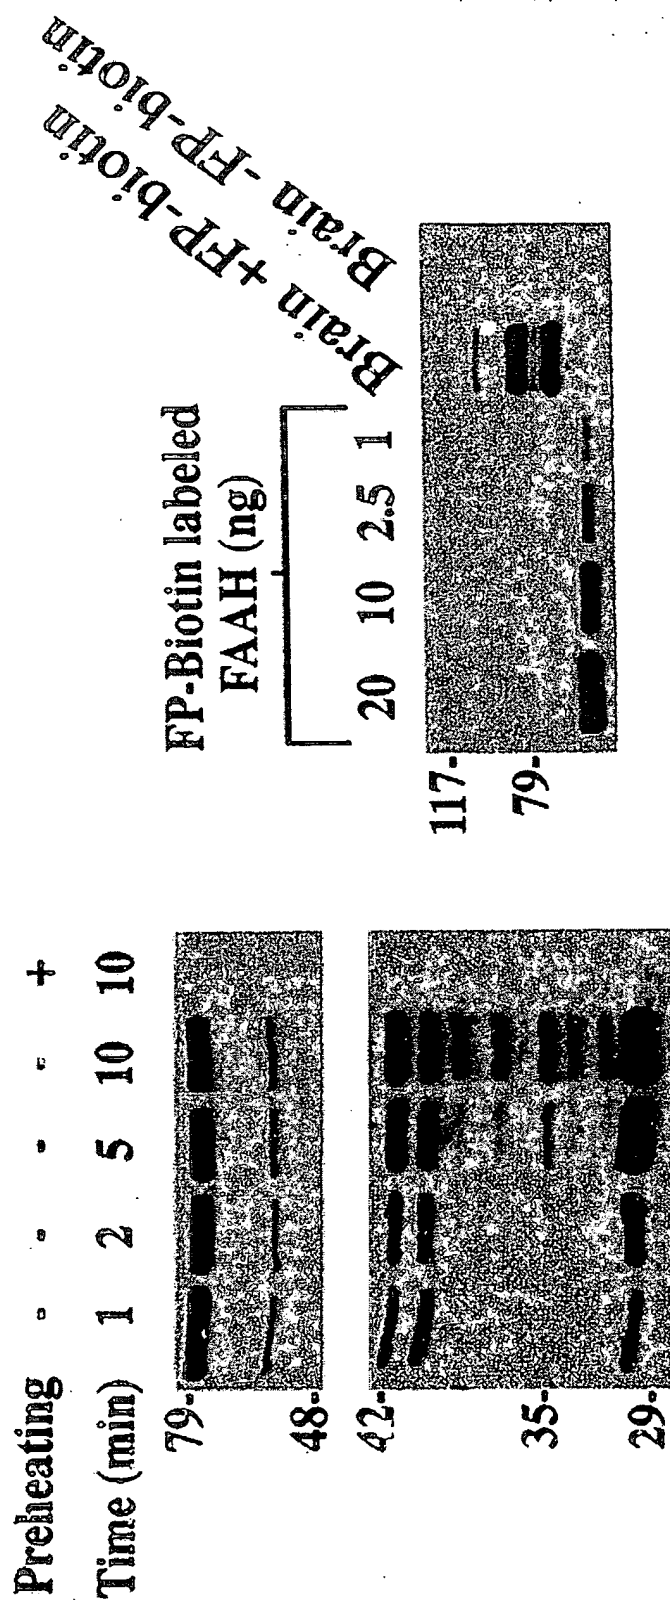 Preheating - - - - +
Time (min) 1 2 5 10 10
79-
48-
42-
35-
29-
FP-Biotin labeled
FAAH (ng)
20 10 2.5 1
Brain +FP-biotin
Brain -FP-biotin
117-
79-